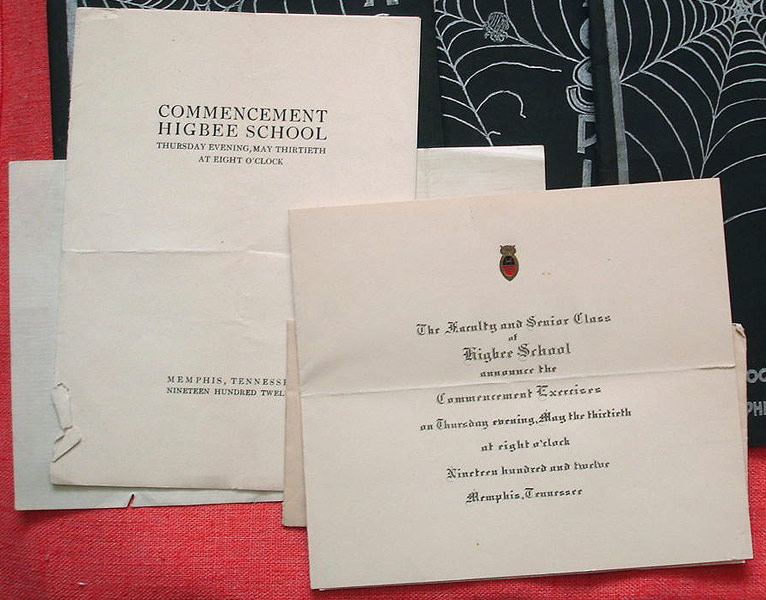 COMMENCEMENT
HIGBEE SCHOOL
THURSDAY EVENING, MAY THIRTIETH
AT EIGHT O'CLOCK
MEMPHIS, TENNESSE
NINETEEN HUNDRED TWEL
The Faculty and Senior Class
of
Higbee School
announce the
Commencement Exercises
on Thursday evening, May the thirtieth
at eight o'clock
Nineteen hundred and twelve
Memphis, Tennessee